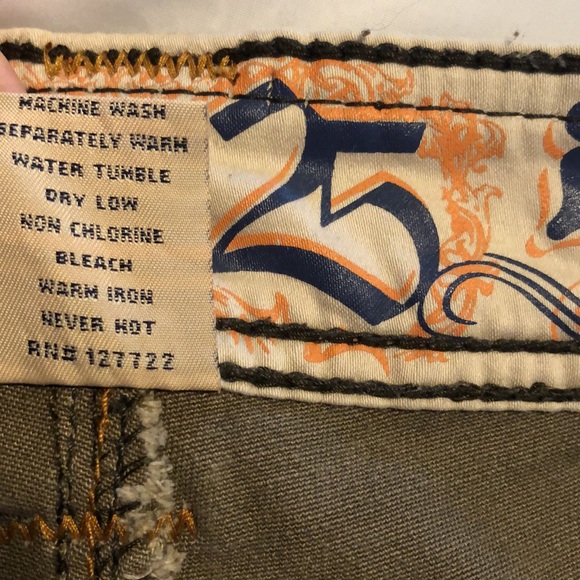 MACHINE WASH
SEPARATELY WARM
WATER TUMBLE
DRY LOW
NON CHLORINE
BLEACH
WARM IRON
NEVER HOT
RN# 127722